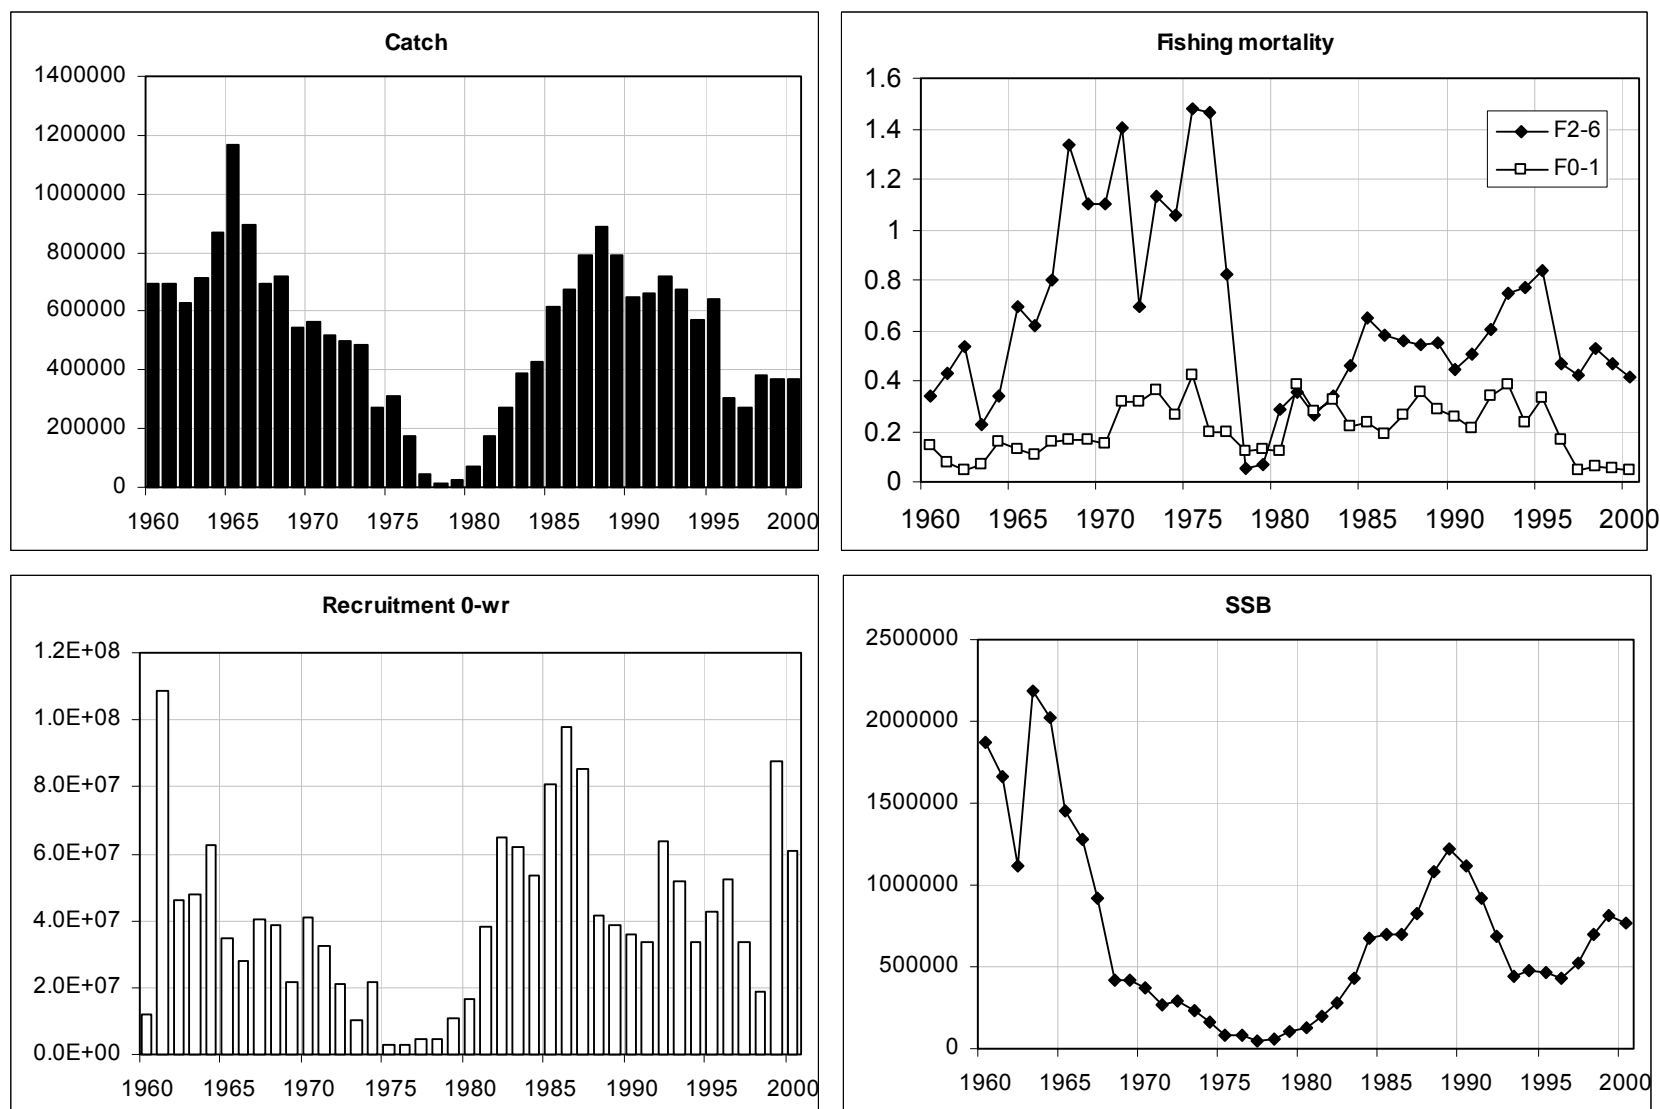 Catch
1400000
1200000
1000000
800000
600000
400000
200000
0
1960 1965 1970 1975 1980 1985 1990 1995 2000
Fishing mortality
1.6
1.4
1.2
1
0.8
0.6
0.4
0.2
0
F2-6
F0-1
1960 1965 1970 1975 1980 1985 1990 1995 2000
Recruitment 0-wr
1.2E+08
1.0E+08
8.0E+07
6.0E+07
4.0E+07
2.0E+07
0.0E+00
1960 1965 1970 1975 1980 1985 1990 1995 2000
SSB
2500000
2000000
1500000
1000000
500000
0
1960 1965 1970 1975 1980 1985 1990 1995 2000